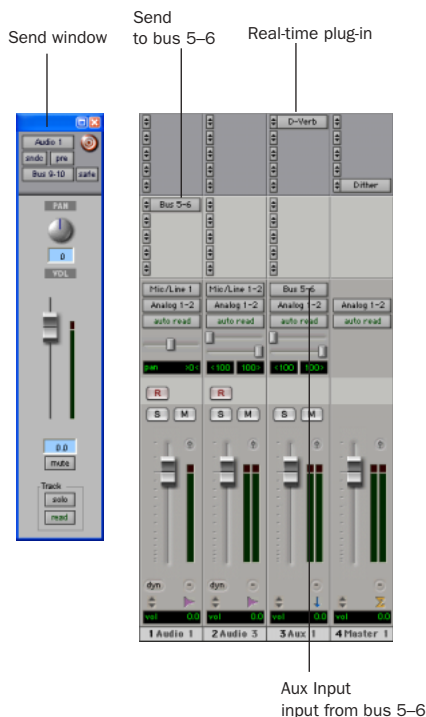 Send
to bus 5–6
Send window
Real-time plug-in
Audio 1
snde pre
Bus 9-10 safe
PAN
0
VOL
0.0
mute
Track
solo
read
D-Verb
Dither
Bus 5-6
Mic/Line 1 Mic/Line 1-2 Bus 5-6
Analog 1-2 Analog 1-2 Analog 1-2 Analog 1-2
auto read auto read auto read auto read
pan >0< <100 100> <100 100>
R R
S M S M S M
dyn dyn
vol 0.0 vol 0.0 vol 0.0 vol 0.0
1 Audio 1 2 Audio 3 3 Aux 1 4 Master 1
Aux Input
input from bus 5–6